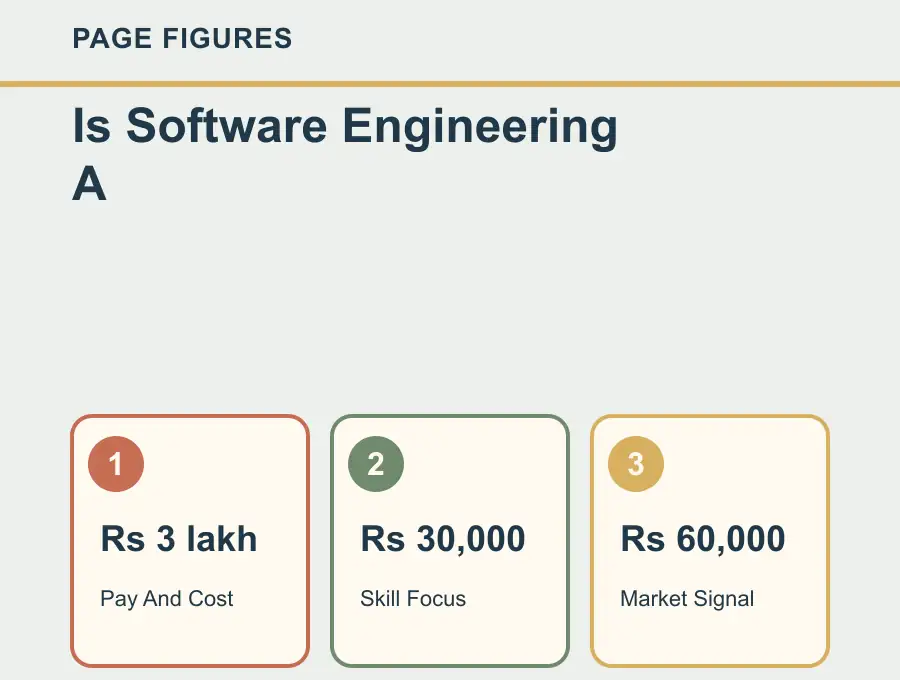 PAGE FIGURES
Is Software Engineering
A
1
Rs 3 lakh
Pay And Cost
2
Rs 30,000
Skill Focus
3
Rs 60,000
Market Signal